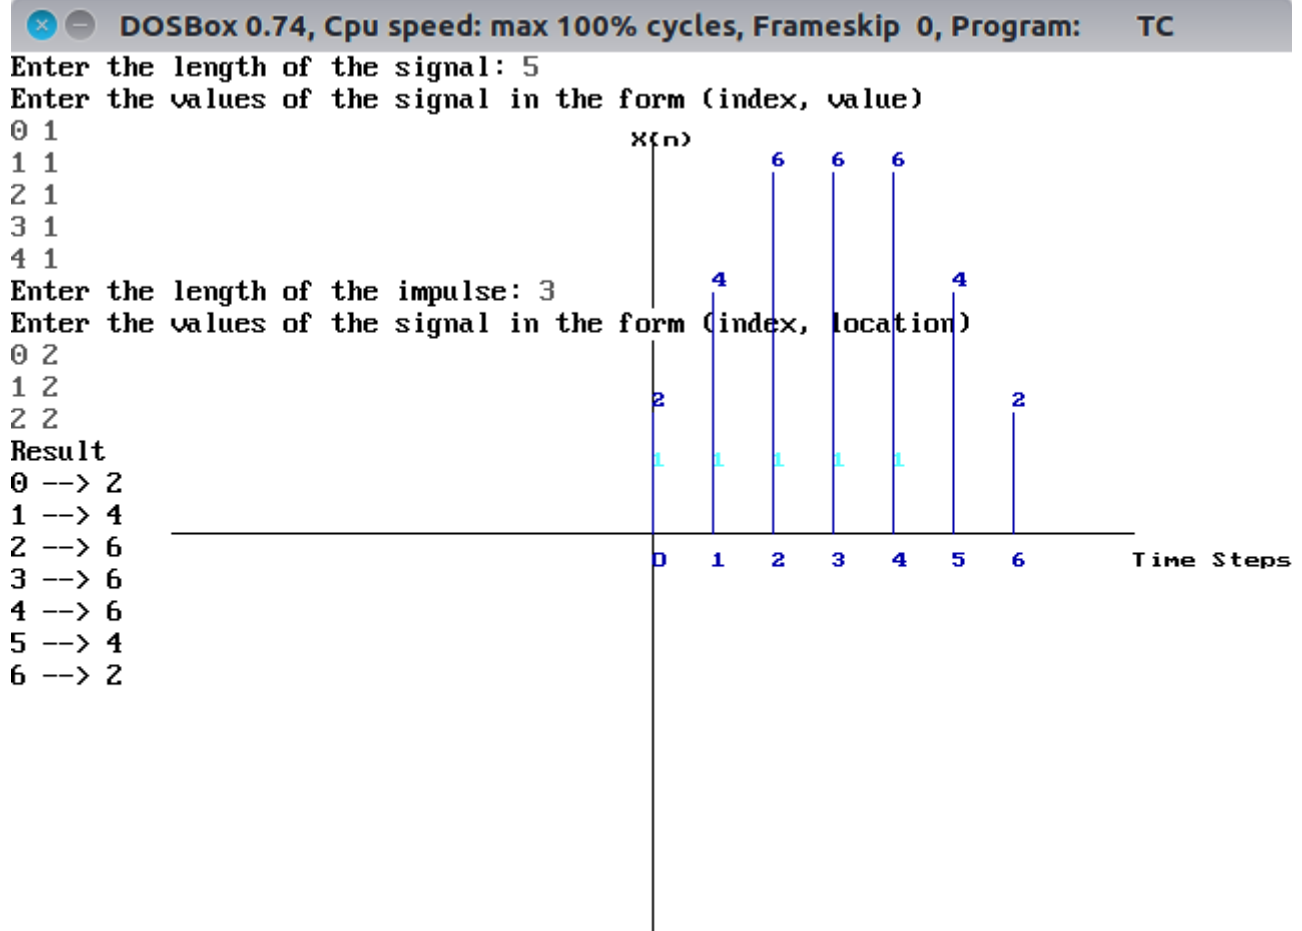 DOSBox 0.74, Cpu speed: max 100% cycles, Frameskip 0, Program: TC
Enter the length of the signal: 5
Enter the values of the signal in the form (index, value)
0 1
1 1
2 1
3 1
4 1
Enter the length of the impulse: 3
Enter the values of the signal in the form (index, location)
0 2
1 2
2 2
Result
0 --> 2
1 --> 4
2 --> 6
3 --> 6
4 --> 6
5 --> 4
6 --> 2
X(n)
6 6 6
4 4
2 2
1 1 1 1 1
0 1 2 3 4 5 6 Time Steps